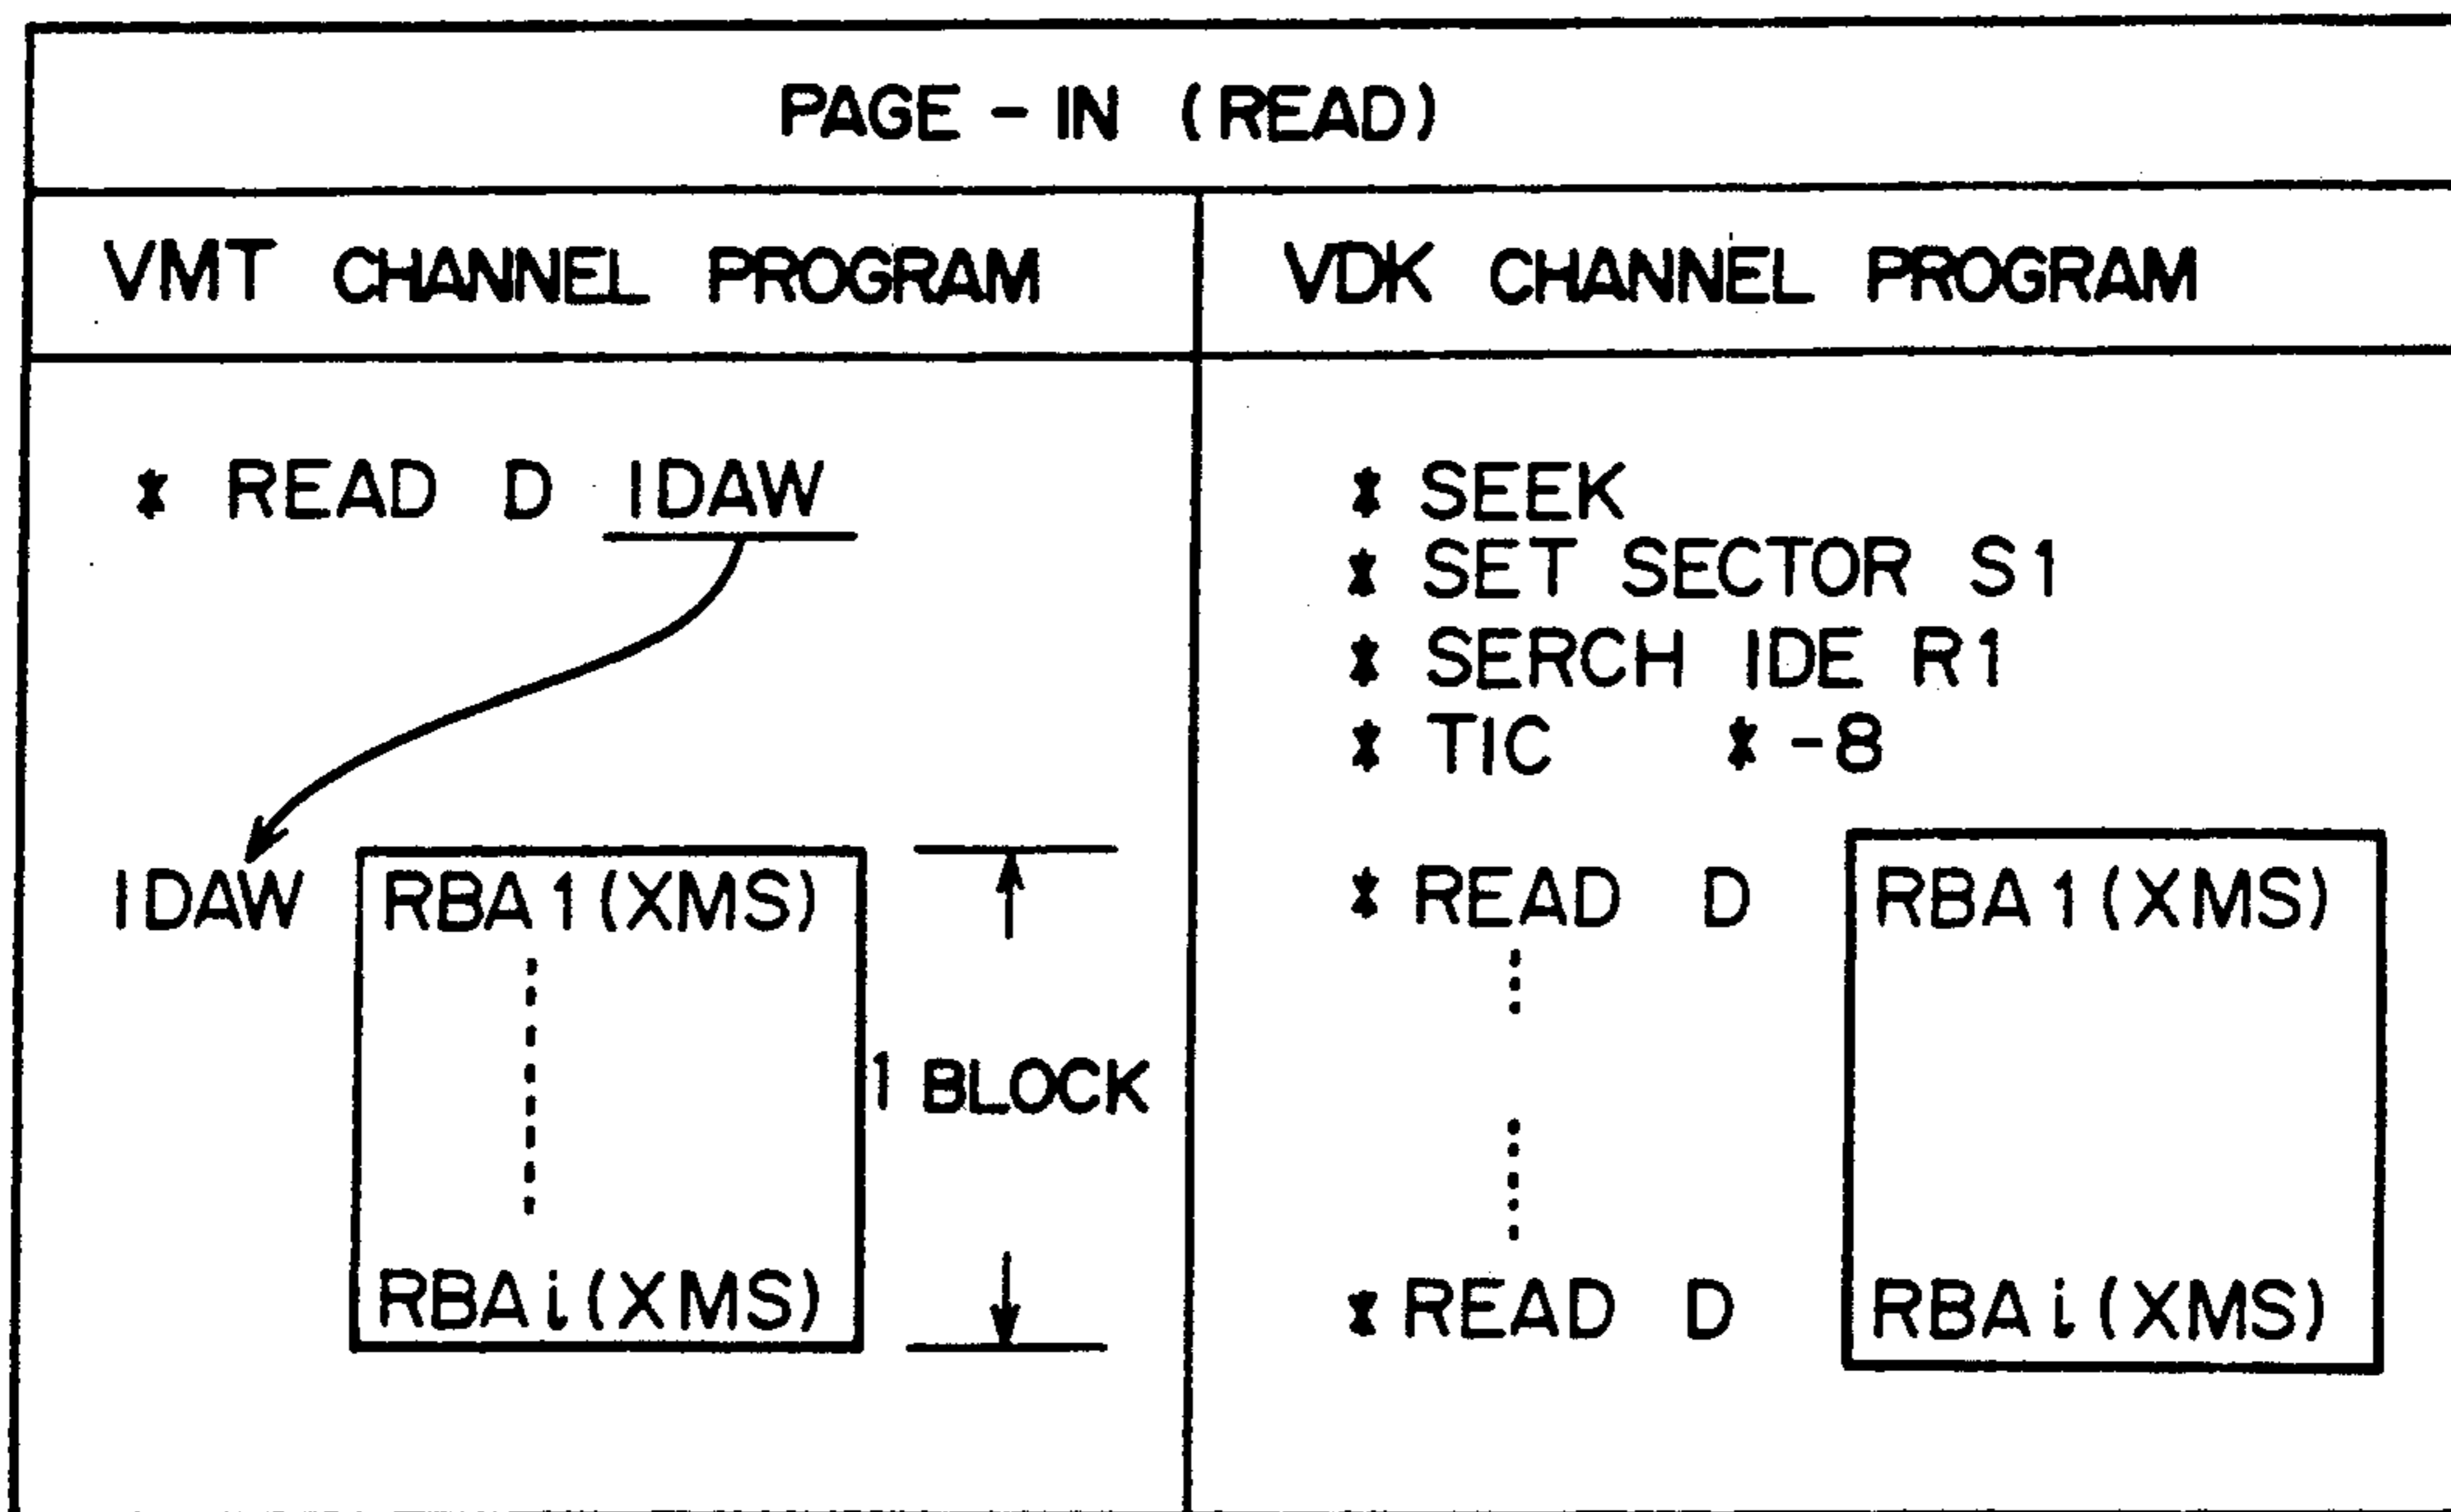 PAGE - IN (READ)
VMT CHANNEL PROGRAM
* READ D IDAW
IDAW RBA1(XMS)
1 BLOCK
RBAi(XMS)
VDK CHANNEL PROGRAM
* SEEK
* SET SECTOR S1
* SERCH IDE R1
* TIC * -8
* READ D RBA1(XMS)
* READ D RBAi(XMS)